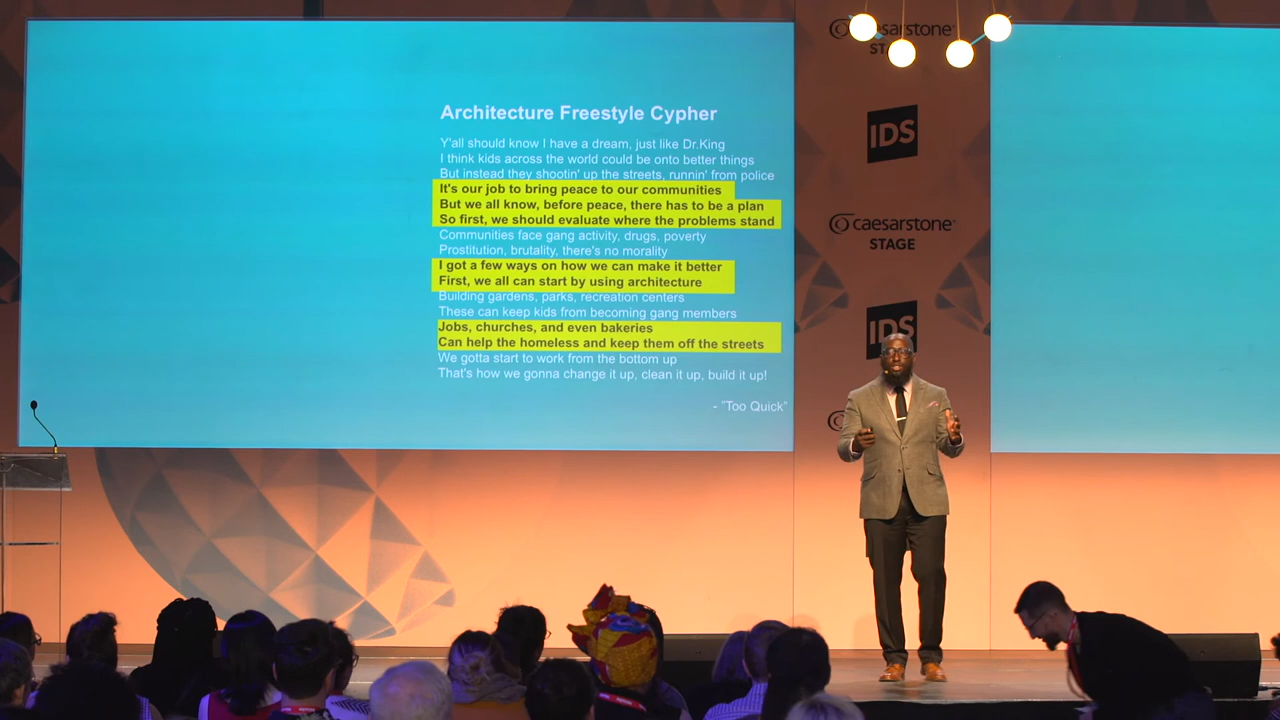 Architecture Freestyle Cypher
Y'all should know I have a dream, just like Dr.King
I think kids across the world could be onto better things
But instead they shootin' up the streets, runnin' from police
It's our job to bring peace to our communities
But we all know, before peace, there has to be a plan
So first, we should evaluate where the problems stand
Communities face gang activity, drugs, poverty
Prostitution, brutality, there's no morality
I got a few ways on how we can make it better
First, we all can start by using architecture
Building gardens, parks, recreation centers
These can keep kids from becoming gang members
Jobs, churches, and even bakeries
Can help the homeless and keep them off the streets
We gotta start to work from the bottom up
That's how we gonna change it up, clean it up, build it up!
- "Too Quick"
caesarstone
IDS
caesarstone
STAGE
IDS